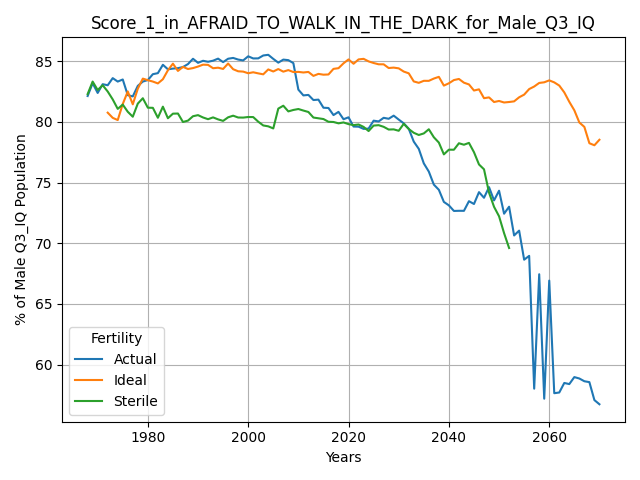 Score_1_in_AFRAID_TO_WALK_IN_THE_DARK_for_Male_Q3_IQ
% of Male Q3_IQ Population
85
80
75
70
65
60
Fertility
Actual
Ideal
Sterile
1980 2000 2020 2040 2060
Years